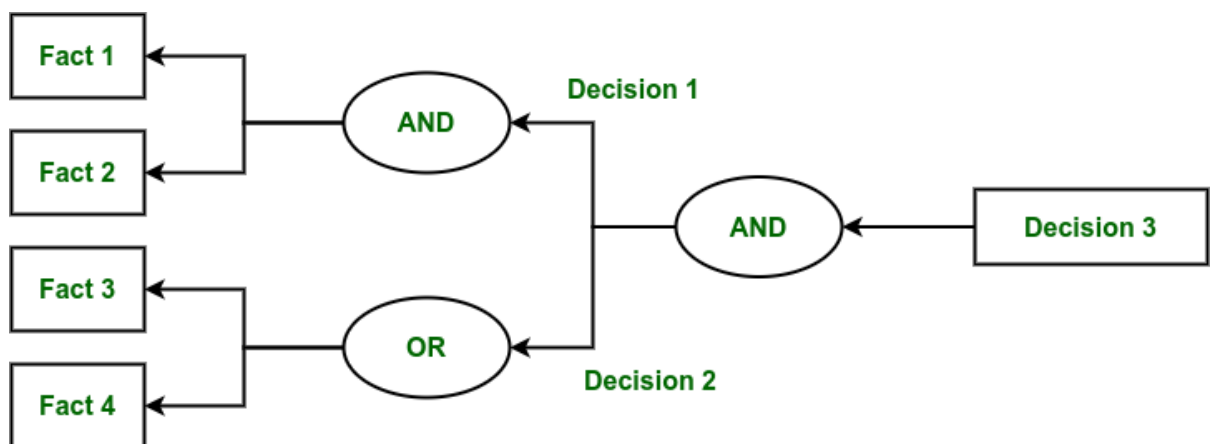 Fact 1
Fact 2
Fact 3
Fact 4
AND
OR
Decision 1
Decision 2
AND
Decision 3